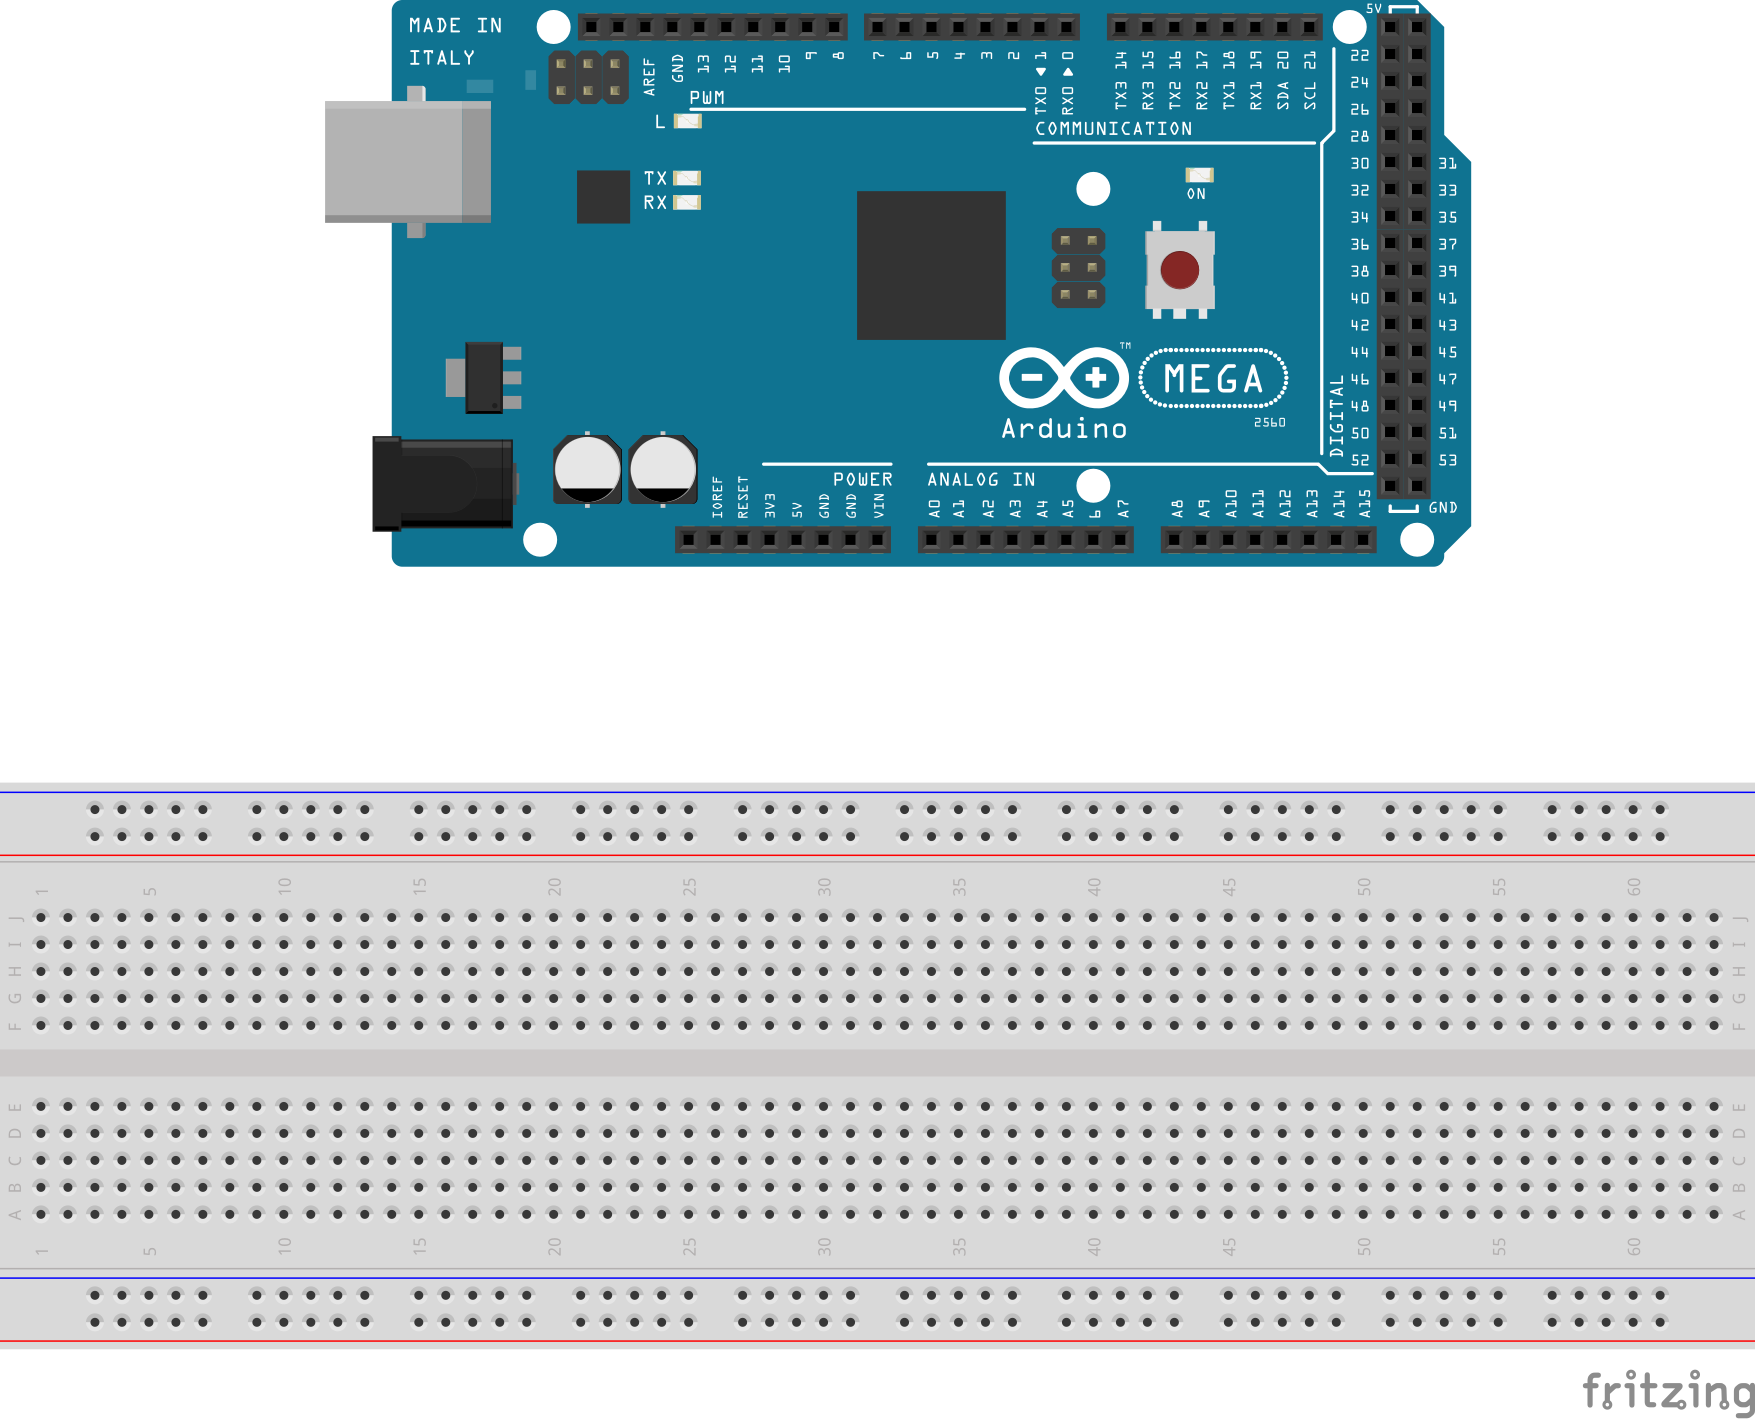 MADE IN
ITALY
5V
AREF
GND
13
12
11
10
9
8
7
6
5
4
3
2
TX0 1
RX0 0
TX3 14
RX3 15
TX2 16
RX2 17
TX1 18
RX1 19
SDA 20
SCL 21
PWM
L
COMMUNICATION
TX
RX
ON
22
24
26
28
30 31
32 33
34 35
36 37
38 39
40 41
42 43
44 45
46 47
48 49
50 51
52 53
GND
DIGITAL
TM
MEGA
2560
Arduino
POWER
ANALOG IN
IOREF
RESET
3V3
5V
GND
GND
VIN
A0
A1
A2
A3
A4
A5
6
A7
A8
A9
A10
A11
A12
A13
A14
A15
1 5 10 15 20 25 30 35 40 45 50 55 60
J J
I I
H H
G G
F F
E E
D D
C C
B B
A A
1 5 10 15 20 25 30 35 40 45 50 55 60
fritzing